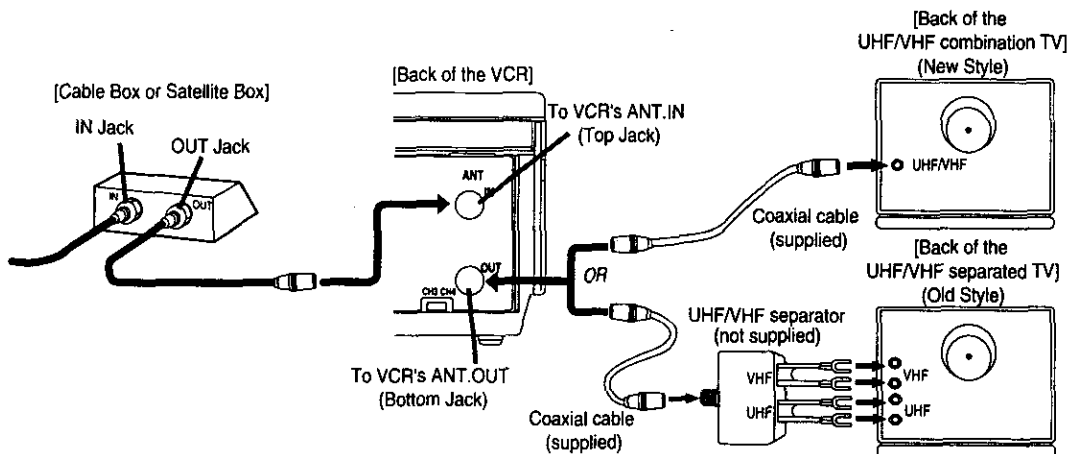 [Cable Box or Satellite Box]
IN Jack
OUT Jack
IN
OUT
[Back of the VCR]
To VCR's ANT.IN
(Top Jack)
ANT
IN
OUT
CH3 CH4
To VCR's ANT.OUT
(Bottom Jack)
OR
Coaxial cable
(supplied)
[Back of the
UHF/VHF combination TV]
(New Style)
UHF/VHF
Coaxial cable
(supplied)
UHF/VHF separator
(not supplied)
VHF
UHF
[Back of the
UHF/VHF separated TV]
(Old Style)
VHF
UHF